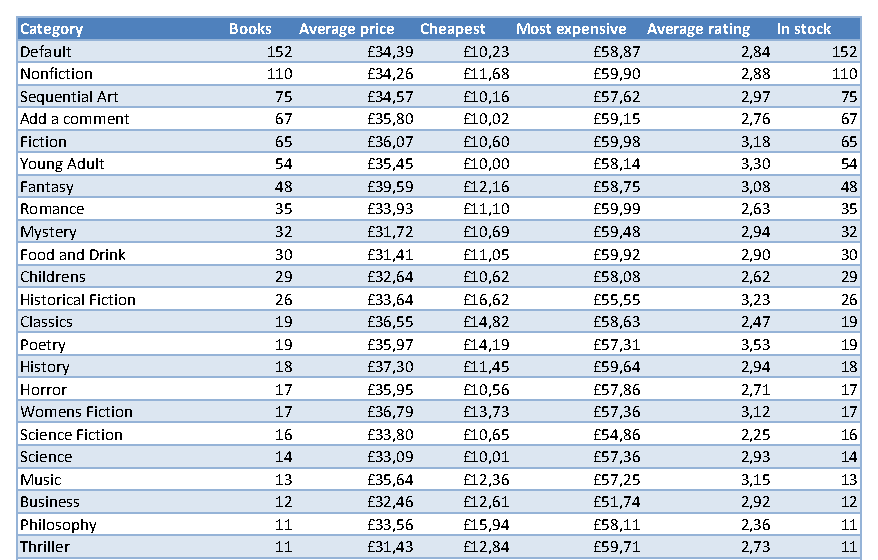 Category Books Average price Cheapest Most expensive Average rating In stock
Default 152 £34,39 £10,23 £58,87 2,84 152
Nonfiction 110 £34,26 £11,68 £59,90 2,88 110
Sequential Art 75 £34,57 £10,16 £57,62 2,97 75
Add a comment 67 £35,80 £10,02 £59,15 2,76 67
Fiction 65 £36,07 £10,60 £59,98 3,18 65
Young Adult 54 £35,45 £10,00 £58,14 3,30 54
Fantasy 48 £39,59 £12,16 £58,75 3,08 48
Romance 35 £33,93 £11,10 £59,99 2,63 35
Mystery 32 £31,72 £10,69 £59,48 2,94 32
Food and Drink 30 £31,41 £11,05 £59,92 2,90 30
Childrens 29 £32,64 £10,62 £58,08 2,62 29
Historical Fiction 26 £33,64 £16,62 £55,55 3,23 26
Classics 19 £36,55 £14,82 £58,63 2,47 19
Poetry 19 £35,97 £14,19 £57,31 3,53 19
History 18 £37,30 £11,45 £59,64 2,94 18
Horror 17 £35,95 £10,56 £57,86 2,71 17
Womens Fiction 17 £36,79 £13,73 £57,36 3,12 17
Science Fiction 16 £33,80 £10,65 £54,86 2,25 16
Science 14 £33,09 £10,01 £57,36 2,93 14
Music 13 £35,64 £12,36 £57,25 3,15 13
Business 12 £32,46 £12,61 £51,74 2,92 12
Philosophy 11 £33,56 £15,94 £58,11 2,36 11
Thriller 11 £31,43 £12,84 £59,71 2,73 11